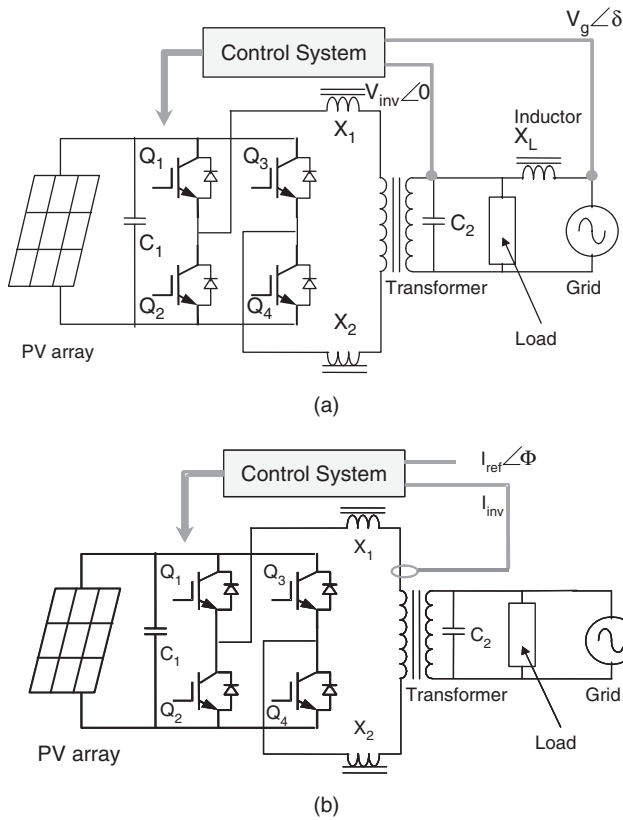 V_g∠δ
Control System
V_inv∠0
Inductor
X_L
X_1
Q_1
Q_3
C_1
C_2
Q_2
Q_4
Transformer
Grid
X_2
Load
PV array
(a)
I_ref∠Φ
Control System
I_inv
X_1
Q_1
Q_3
C_1
C_2
Q_2
Q_4
Transformer
Grid
X_2
Load
PV array
(b)